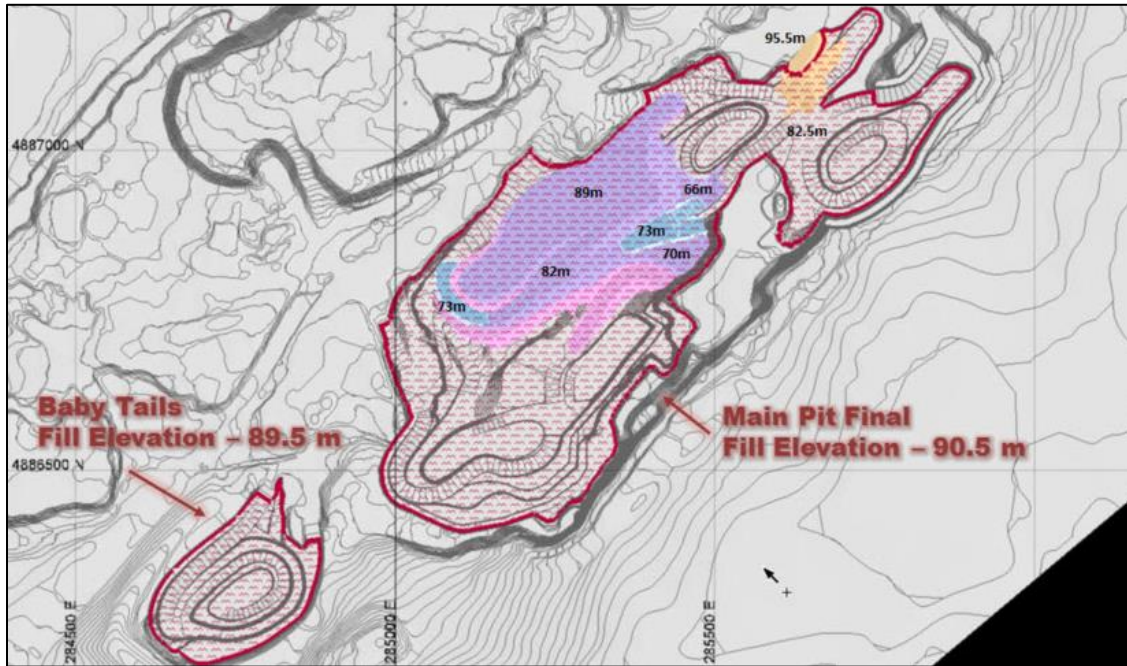 95.5m
4887000 N
82.5m
89m
66m
73m
70m
82m
73m
Baby Tails
Fill Elevation – 89.5 m
Main Pit Final
Fill Elevation – 90.5 m
4886500 N
284500 E
285000 E
285500 E